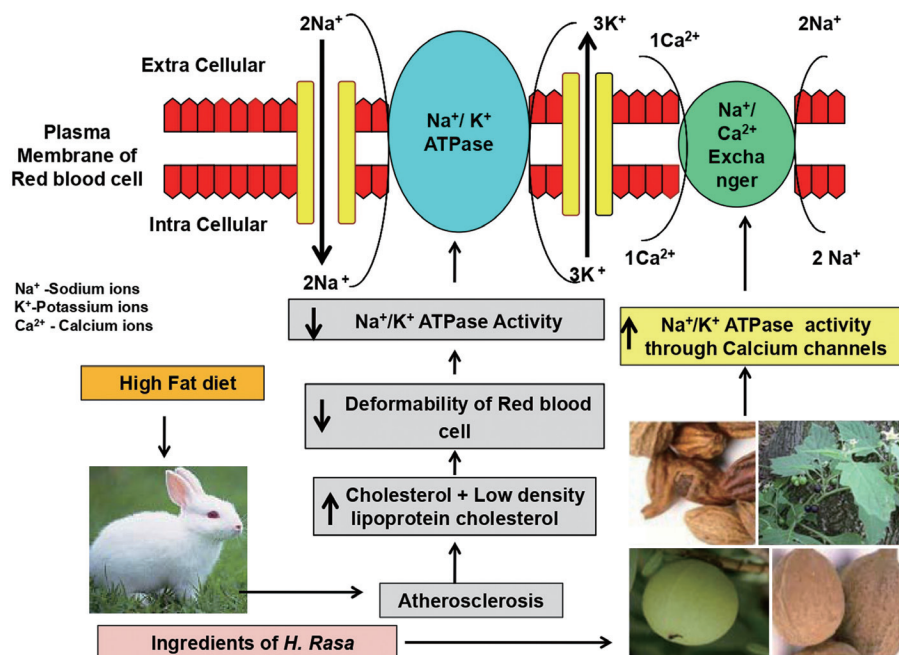 2Na⁺
3K⁺
1Ca²⁺
2Na⁺
Extra Cellular
Plasma
Membrane of
Red blood cell
Intra Cellular
Na⁺/ K⁺
ATPase
Na⁺/
Ca²⁺
Excha
nger
2Na⁺
3K⁺
1Ca²⁺
2 Na⁺
Na⁺ -Sodium ions
K⁺-Potassium ions
Ca²⁺ - Calcium ions
Na⁺/K⁺ ATPase Activity
Na⁺/K⁺ ATPase activity
through Calcium channels
High Fat diet
Deformability of Red blood
cell
Cholesterol + Low density
lipoprotein cholesterol
Atherosclerosis
Ingredients of H. Rasa